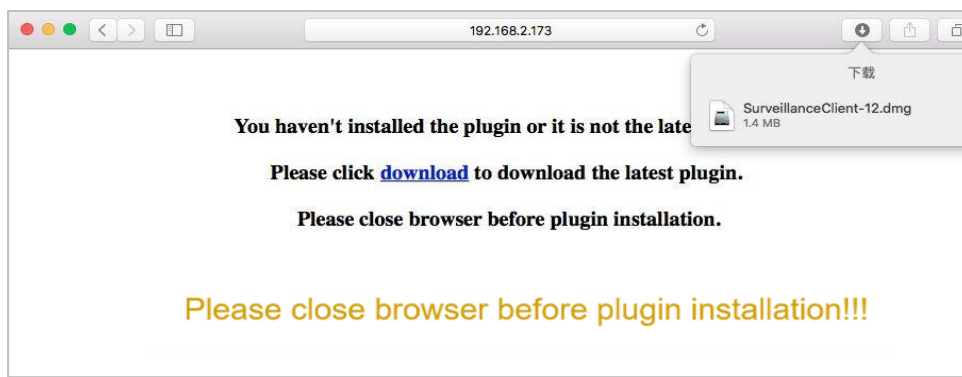 192.168.2.173
下载
SurveillanceClient-12.dmg
1.4 MB
You haven't installed the plugin or it is not the
Please click download to download the latest plugin.
Please close browser before plugin installation.
Please close browser before plugin installation!!!